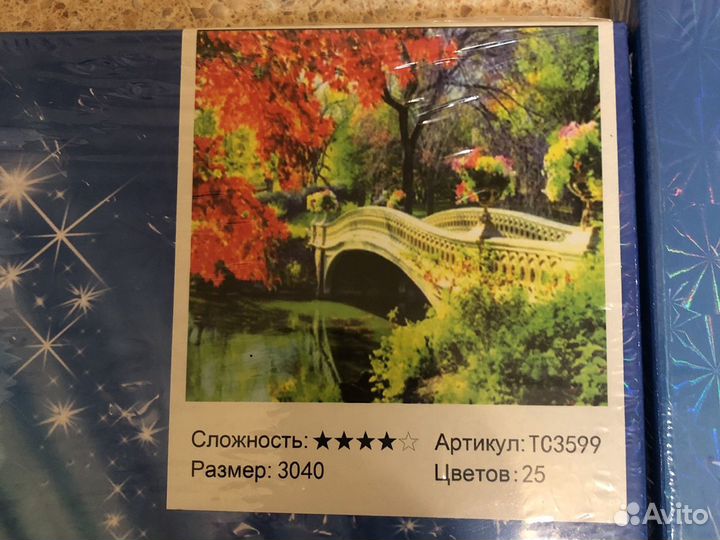 Сложность: ★★★★☆ Артикул: TC3599
Размер: 3040 Цветов: 25
Avito